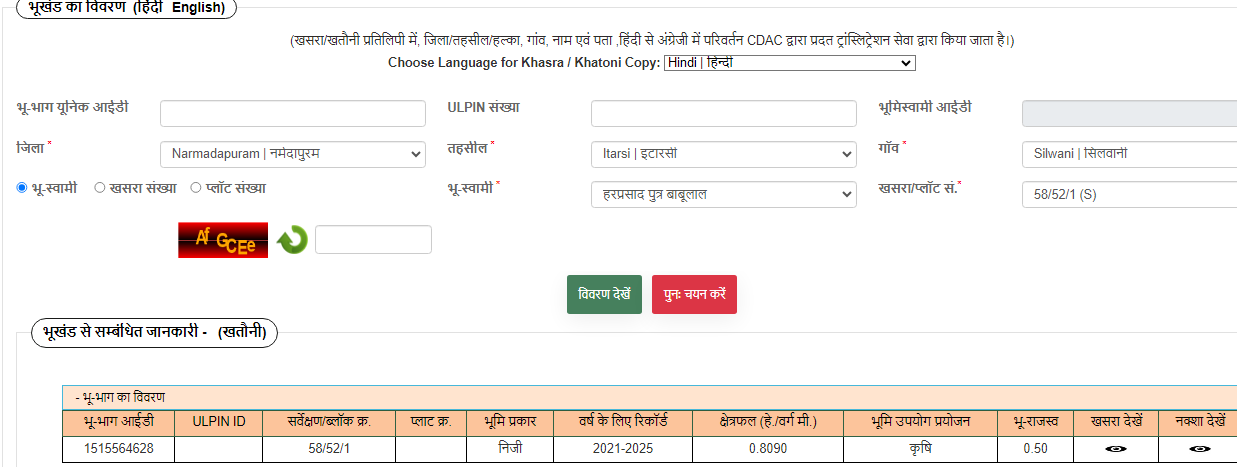 भूखंड का विवरण (हिंदी English)
(खसरा/खतौनी प्रतिलिपी में, जिला/तहसील/हल्का, गांव, नाम एवं पता ,हिंदी से अंग्रेजी में परिवर्तन CDAC द्वारा प्रदत ट्रांस्लिट्रेशन सेवा द्वारा किया जाता है।)
Choose Language for Khasra / Khatoni Copy: Hindi | हिन्दी
भू-भाग यूनिक आईडी ULPIN संख्या भूमिस्वामी आईडी
जिला * Narmadapuram | नर्मदापुरम तहसील * Itarsi | इटारसी गाँव * Silwani | सिलवानी
भू-स्वामी खसरा संख्या प्लॉट संख्या भू-स्वामी * हरप्रसाद पुत्र बाबूलाल खसरा/प्लॉट सं.* 58/52/1 (S)
Af GCEe
विवरण देखें पुनः चयन करें
भूखंड से सम्बंधित जानकारी - (खतौनी)
- भू-भाग का विवरण
भू-भाग आईडी ULPIN ID सर्वेक्षण/ब्लॉक क्र. प्लाट क्र. भूमि प्रकार वर्ष के लिए रिकॉर्ड क्षेत्रफल (हे./वर्ग मी.) भूमि उपयोग प्रयोजन भू-राजस्व खसरा देखें नक्शा देखें
1515564628 58/52/1 निजी 2021-2025 0.8090 कृषि 0.50